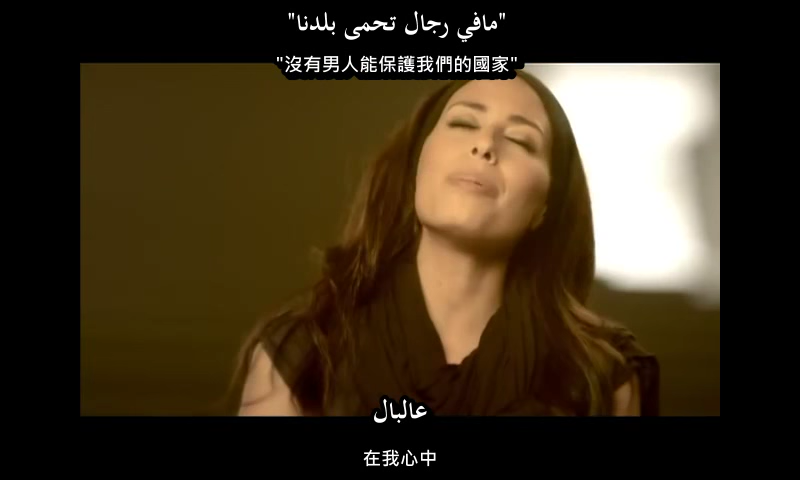 "مافي رجال تحمى بلدنا"
"沒有男人能保護我們的國家"
عالبال
在我心中